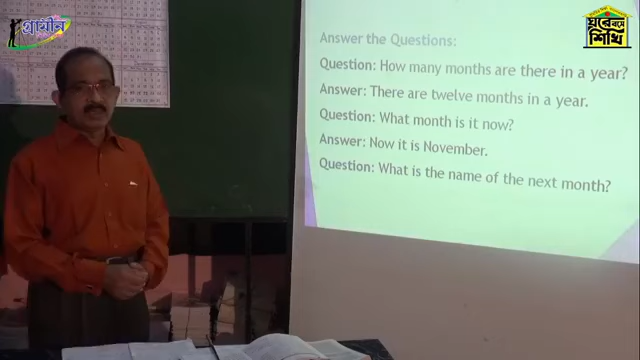 গ্রামীন
ঘরে বসে
শিখি
Answer the Questions:
Question: How many months are there in a year?
Answer: There are twelve months in a year.
Question: What month is it now?
Answer: Now it is November.
Question: What is the name of the next month?